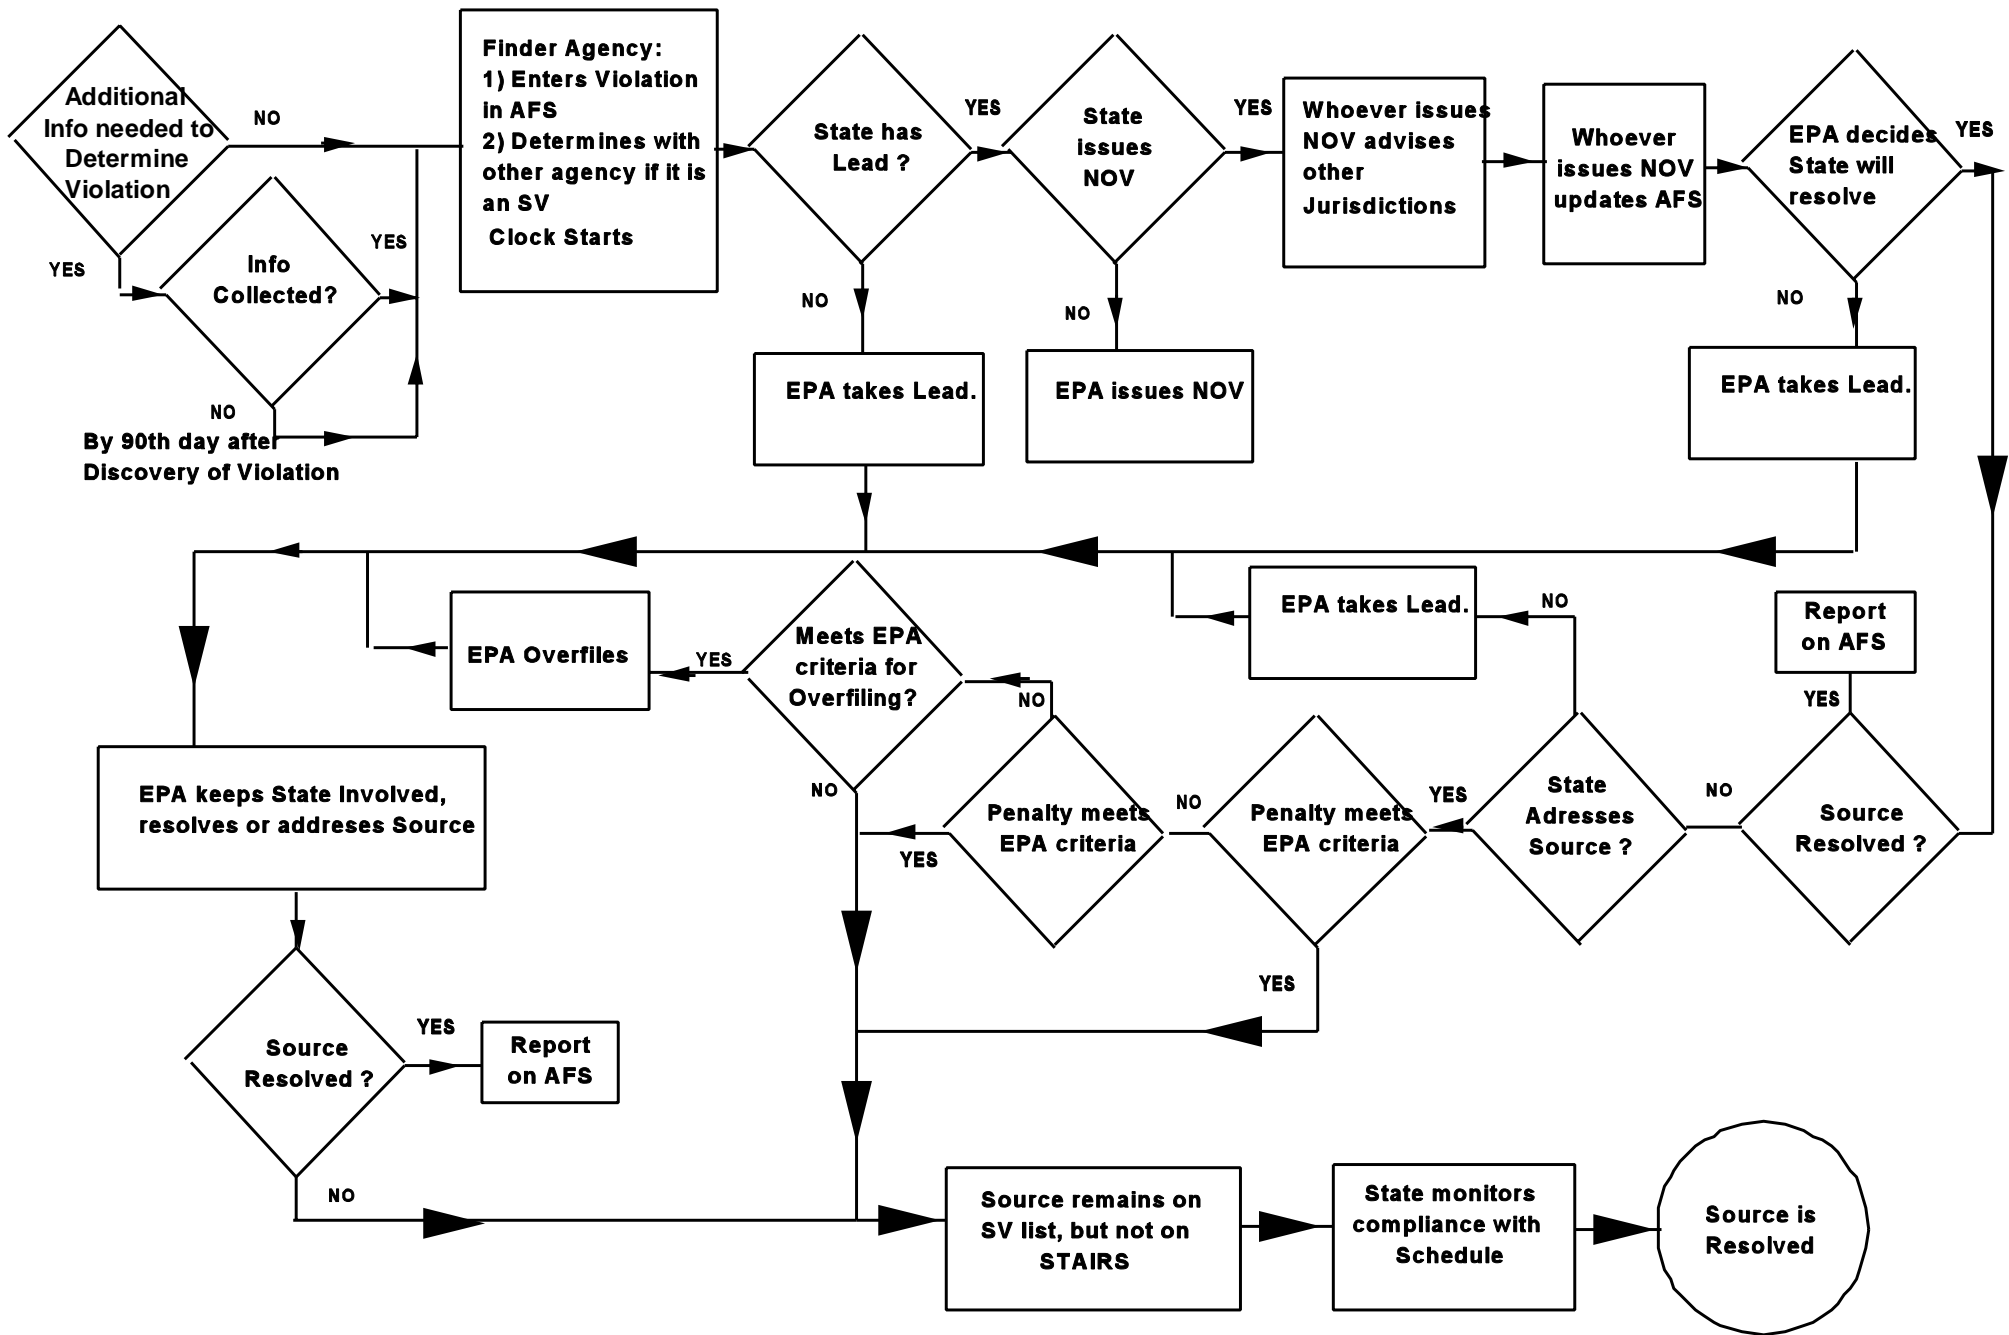 Additional
Info needed to
Determine
Violation
NO
YES
Info
Collected?
YES
NO
By 90th day after
Discovery of Violation
Finder Agency:
1) Enters Violation
in AFS
2) Determines with
other agency if it is
an SV
Clock Starts
State has
Lead ?
YES
NO
EPA takes Lead.
State
issues
NOV
YES
NO
EPA issues NOV
Whoever issues
NOV advises
other
Jurisdictions
Whoever
issues NOV
updates AFS
EPA decides
State will
resolve
YES
NO
EPA takes Lead.
EPA Overfiles
YES
Meets EPA
criteria for
Overfiling?
NO
NO
EPA takes Lead.
NO
Report
on AFS
YES
EPA keeps State Involved,
resolves or addreses Source
Penalty meets
EPA criteria
YES
NO
Penalty meets
EPA criteria
YES
YES
State
Adresses
Source ?
NO
Source
Resolved ?
Source
Resolved ?
YES
Report
on AFS
NO
Source remains on
SV list, but not on
STAIRS
State monitors
compliance with
Schedule
Source is
Resolved